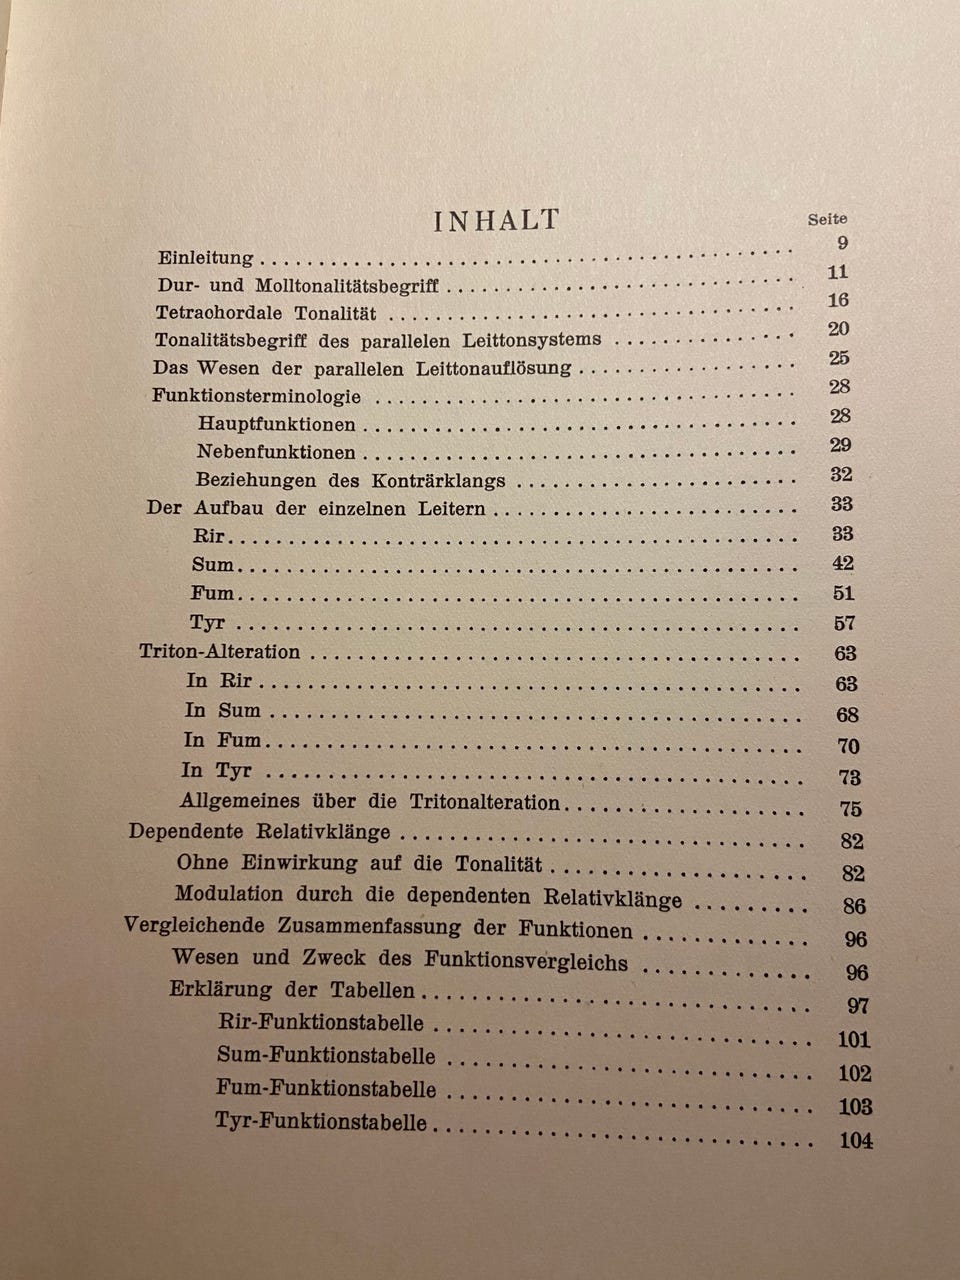 INHALT
Seite
Einleitung . . . . . . . . . . . . . . . . . . . . . . . . . . . . . . . . . . . . . . . . . . . . 9
Dur- und Molltonalitätsbegriff . . . . . . . . . . . . . . . . . . . . . . . . . . . . . 11
Tetrachordale Tonalität . . . . . . . . . . . . . . . . . . . . . . . . . . . . . . . . . . 16
Tonalitätsbegriff des parallelen Leittonsystems . . . . . . . . . . . . . . . 20
Das Wesen der parallelen Leittonauflösung . . . . . . . . . . . . . . . . . . 25
Funktionsterminologie . . . . . . . . . . . . . . . . . . . . . . . . . . . . . . . . . . . 28
Hauptfunktionen . . . . . . . . . . . . . . . . . . . . . . . . . . . . . . . . . . . . 28
Nebenfunktionen . . . . . . . . . . . . . . . . . . . . . . . . . . . . . . . . . . . . 29
Beziehungen des Konträrklangs . . . . . . . . . . . . . . . . . . . . . . . 32
Der Aufbau der einzelnen Leitern . . . . . . . . . . . . . . . . . . . . . . . . . 33
Rir . . . . . . . . . . . . . . . . . . . . . . . . . . . . . . . . . . . . . . . . . . . . . . . 33
Sum . . . . . . . . . . . . . . . . . . . . . . . . . . . . . . . . . . . . . . . . . . . . . . 42
Fum . . . . . . . . . . . . . . . . . . . . . . . . . . . . . . . . . . . . . . . . . . . . . . 51
Tyr . . . . . . . . . . . . . . . . . . . . . . . . . . . . . . . . . . . . . . . . . . . . . . 57
Triton-Alteration . . . . . . . . . . . . . . . . . . . . . . . . . . . . . . . . . . . . . . . . 63
In Rir . . . . . . . . . . . . . . . . . . . . . . . . . . . . . . . . . . . . . . . . . . . . 63
In Sum . . . . . . . . . . . . . . . . . . . . . . . . . . . . . . . . . . . . . . . . . . . 68
In Fum . . . . . . . . . . . . . . . . . . . . . . . . . . . . . . . . . . . . . . . . . . . 70
In Tyr . . . . . . . . . . . . . . . . . . . . . . . . . . . . . . . . . . . . . . . . . . . . 73
Allgemeines über die Tritonalteration . . . . . . . . . . . . . . . . . . . . 75
Dependente Relativklänge . . . . . . . . . . . . . . . . . . . . . . . . . . . . . . . . . 82
Ohne Einwirkung auf die Tonalität . . . . . . . . . . . . . . . . . . . . . 82
Modulation durch die dependenten Relativklänge . . . . . . . . . 86
Vergleichende Zusammenfassung der Funktionen . . . . . . . . . . . . . 96
Wesen und Zweck des Funktionsvergleichs . . . . . . . . . . . . . 96
Erklärung der Tabellen . . . . . . . . . . . . . . . . . . . . . . . . . . . . . . . 97
Rir-Funktionstabelle . . . . . . . . . . . . . . . . . . . . . . . . . . . . . . . 101
Sum-Funktionstabelle . . . . . . . . . . . . . . . . . . . . . . . . . . . . . . 102
Fum-Funktionstabelle . . . . . . . . . . . . . . . . . . . . . . . . . . . . . . 103
Tyr-Funktionstabelle . . . . . . . . . . . . . . . . . . . . . . . . . . . . . . . 104